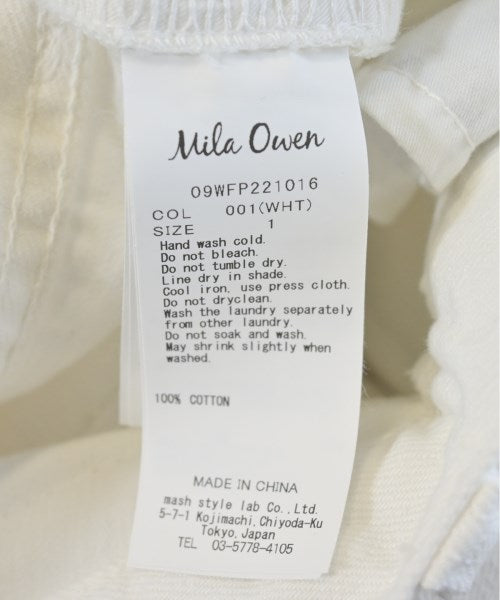 Mila Owen
09WFP221016
COL 001(WHT)
SIZE 1
Hand wash cold.
Do not bleach.
Do not tumble dry.
Line dry in shade.
Cool iron, use press cloth.
Do not dryclean.
Wash the laundry separately
from other laundry.
Do not soak and wash.
May shrink slightly when
washed.
100% COTTON
MADE IN CHINA
mash style lab Co.,Ltd.
5-7-1 Kojimachi,Chiyoda-Ku
Tokyo,Japan
TEL 03-5778-4105